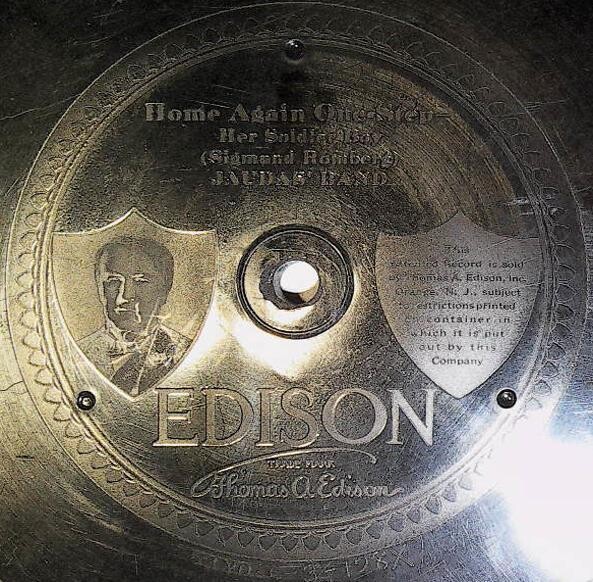 Home Again One-Step—
Her Soldier Boy
(Sigmund Romberg)
JAUDAS' BAND
This
Patented Record is sold
by Thomas A. Edison, Inc.
Orange, N. J., subject
to restrictions printed
on container in
which it is put
out by this
Company
EDISON
TRADE MARK
Thomas A Edison